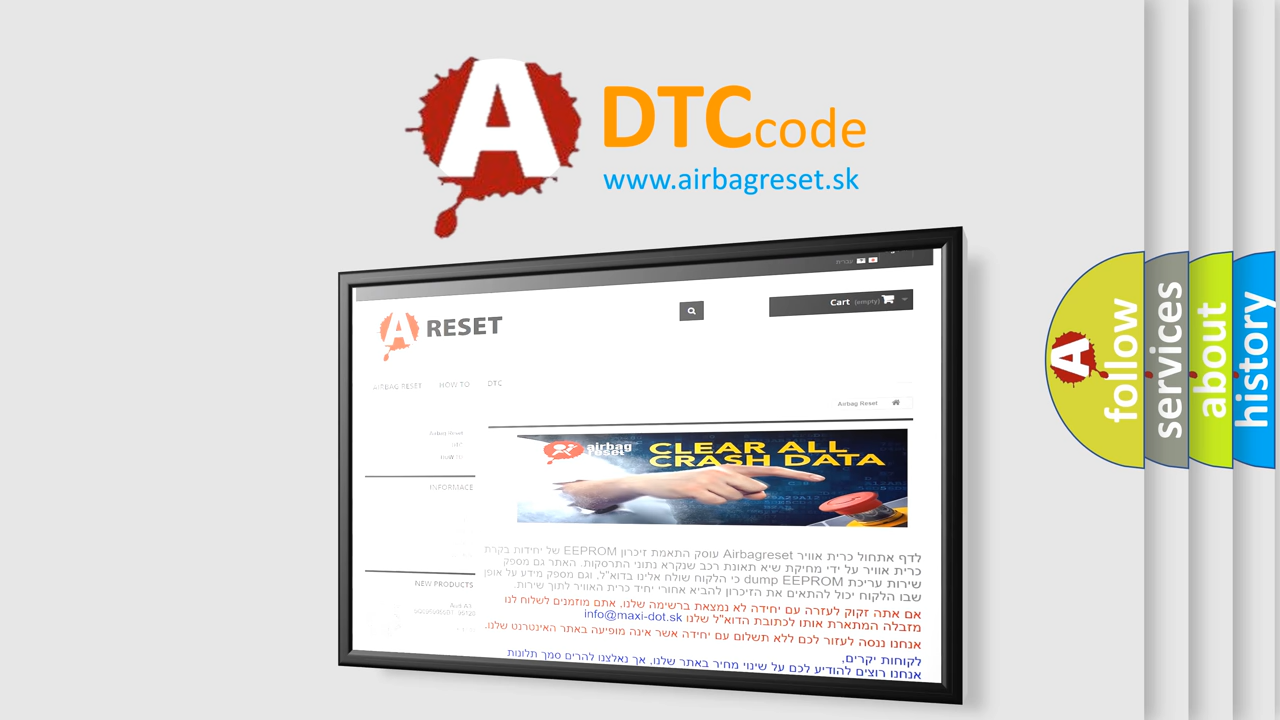 A DTCcode
www.airbagreset.sk
עברית
Cart (empty)
A RESET
AIRBAG RESET HOW TO DTC
Airbag Reset
Airbag Reset
airbag
reset
CLEAR ALL
CRASH DATA
INFORMACE
NEW PRODUCTS
Audi A3
לדף אתחול כרית אוויר Airbagreset עוסק התאמת זיכרון EEPROM של יחידות בקרת
כרית אוויר על ידי מחיקת שיא תאונת רכב שנקרא נתוני התרסקות. האתר גם מספק
שירות עריכת dump EEPROM כי הלקוח שולח אלינו בדוא"ל, וגם מספק מידע על אופן
שבו הלקוח יכול להתאים את הזיכרון להביא אחורי יחיד כרית האוויר לתוך שירות.
אם אתה זקוק לעזרה עם יחידה לא נמצאת ברשימה שלנו, אתם מוזמנים לשלוח לנו
מזבלה המתארת אותו לכתובת הדוא"ל שלנו info@maxi-dot.sk
אנחנו ננסה לעזור לכם ללא תשלום עם יחידה אשר אינה מופיעה באתר האינטרנט שלנו.
לקוחות יקרים,
אנחנו רוצים להודיע לכם על שינוי מחיר באתר שלנו, אך נאלצנו להרים סמך תלונות
A follow
services
about
history